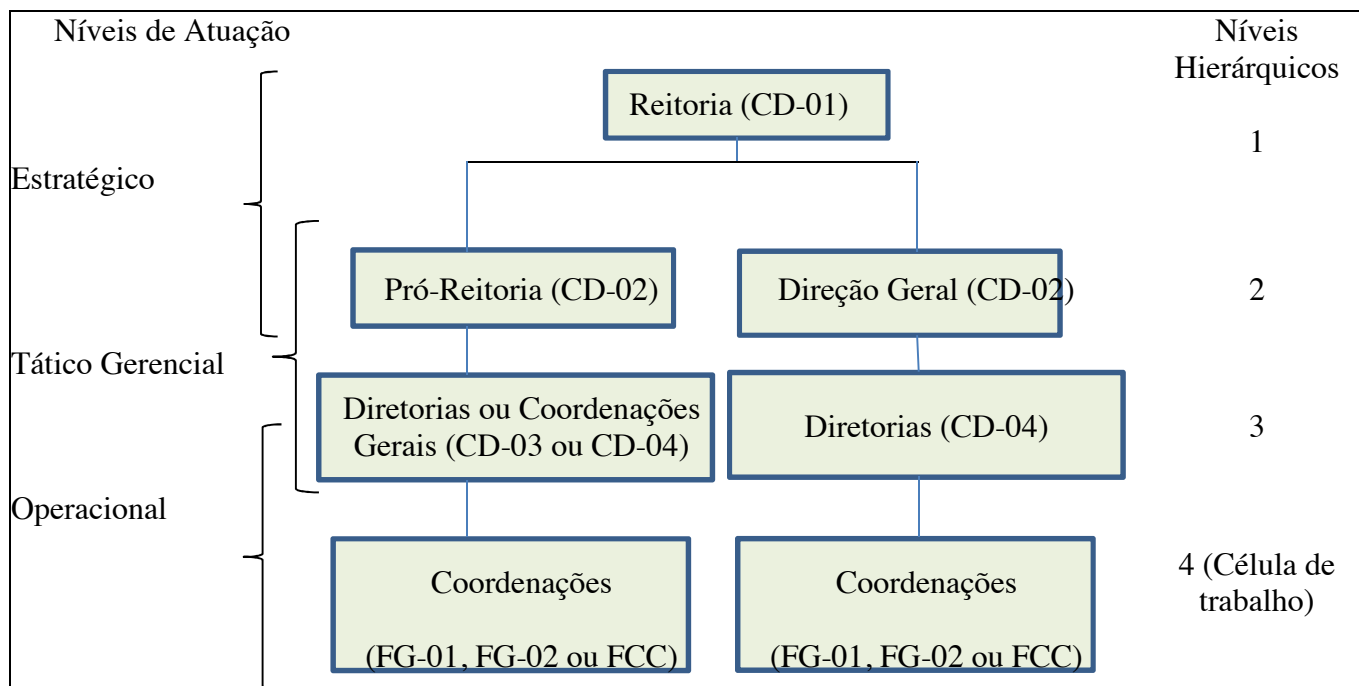 Níveis de Atuação
Níveis
Hierárquicos
Reitoria (CD-01)
1
Estratégico
Pró-Reitoria (CD-02)
Direção Geral (CD-02)
2
Tático Gerencial
Diretorias ou Coordenações
Gerais (CD-03 ou CD-04)
Diretorias (CD-04)
3
Operacional
Coordenações
(FG-01, FG-02 ou FCC)
Coordenações
(FG-01, FG-02 ou FCC)
4 (Célula de
trabalho)